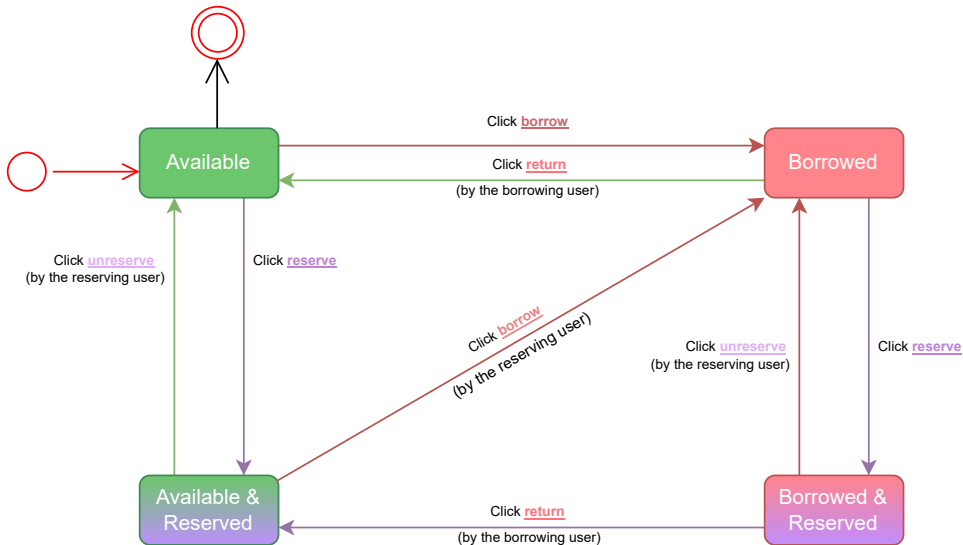 Click borrow
Available
Borrowed
Click return
(by the borrowing user)
Click unreserve
(by the reserving user)
Click reserve
Click borrow
(by the reserving user)
Click unreserve
(by the reserving user)
Click reserve
Available &
Reserved
Borrowed &
Reserved
Click return
(by the borrowing user)